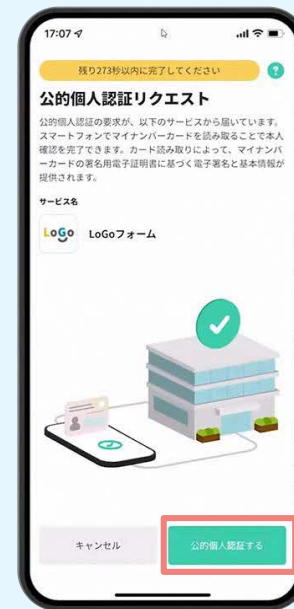 17:07
残り273秒以内に完了してください
?
公的個人認証リクエスト
公的個人認証の要求が、以下のサービスから届いています。
スマートフォンでマイナンバーカードを読み取ることで本人
確認を完了できます。カード読み取りによって、マイナンバ
ーカードの署名用電子証明書に基づく電子署名と基本情報が
提供されます。
サービス名
LoGo LoGoフォーム
キャンセル 公的個人認証する